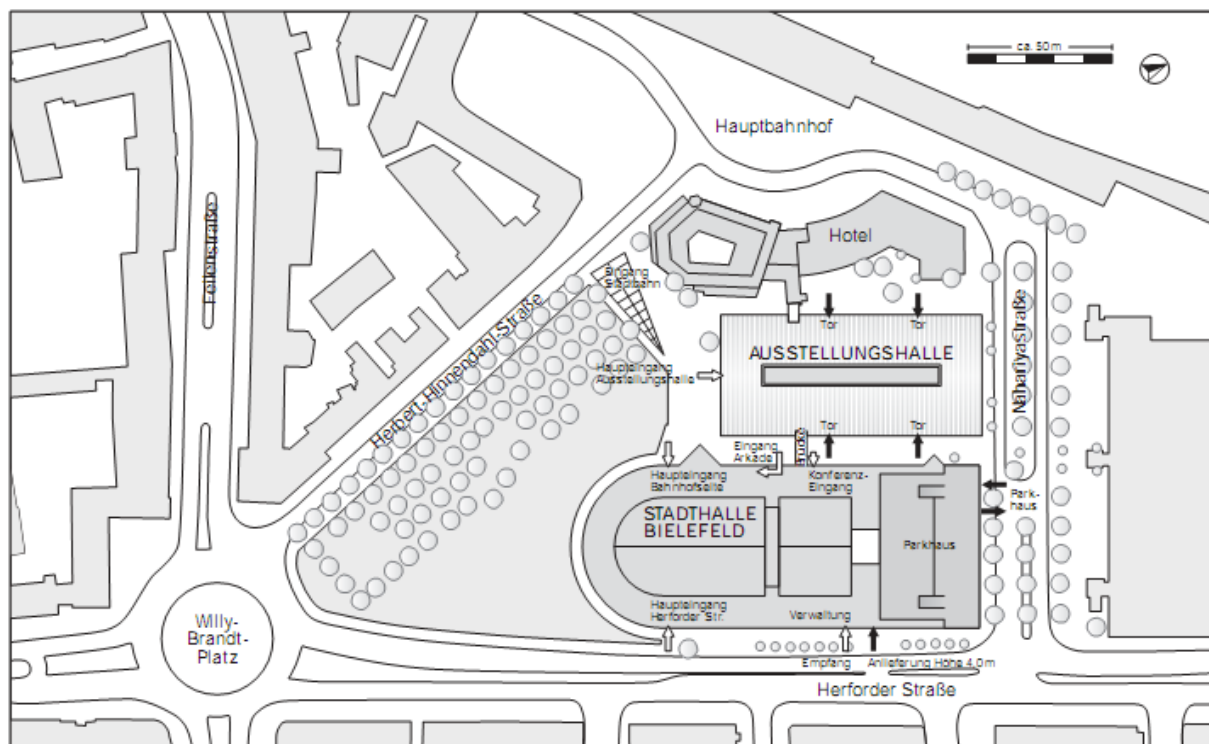 ca. 50m
Hauptbahnhof
Hotel
Feilenstraße
Eingang
Stadtbahn
Herbert-Hinnendahl-Straße
Nahariyastraße
Tor
Tor
AUSSTELLUNGSHALLE
Haupteingang
Ausstellungshalle
Tor
Tor
Brücke
Eingang
Arkade
Haupteingang
Bahnhofseite
Konferenz-
Eingang
Park-
haus
STADTHALLE
BIELEFELD
Parkhaus
Haupteingang
Herforder Str.
Verwaltung
Willy-
Brandt-
Platz
Empfang
Anlieferung Höhe 4,0m
Herforder Straße